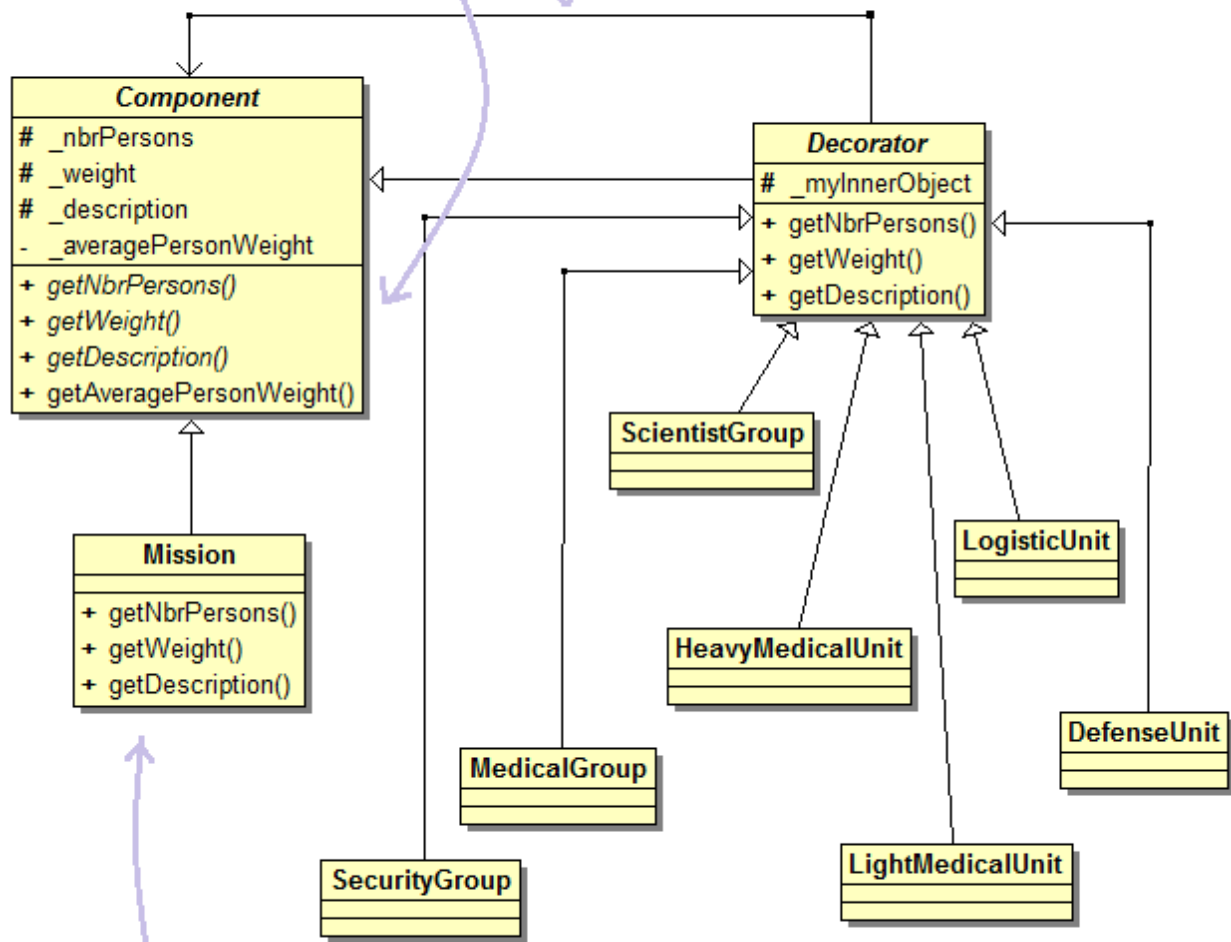 Component
# _nbrPersons
# _weight
# _description
- _averagePersonWeight
+ getNbrPersons()
+ getWeight()
+ getDescription()
+ getAveragePersonWeight()
Decorator
# _myInnerObject
+ getNbrPersons()
+ getWeight()
+ getDescription()
ScientistGroup
LogisticUnit
Mission
+ getNbrPersons()
+ getWeight()
+ getDescription()
HeavyMedicalUnit
DefenseUnit
MedicalGroup
LightMedicalUnit
SecurityGroup